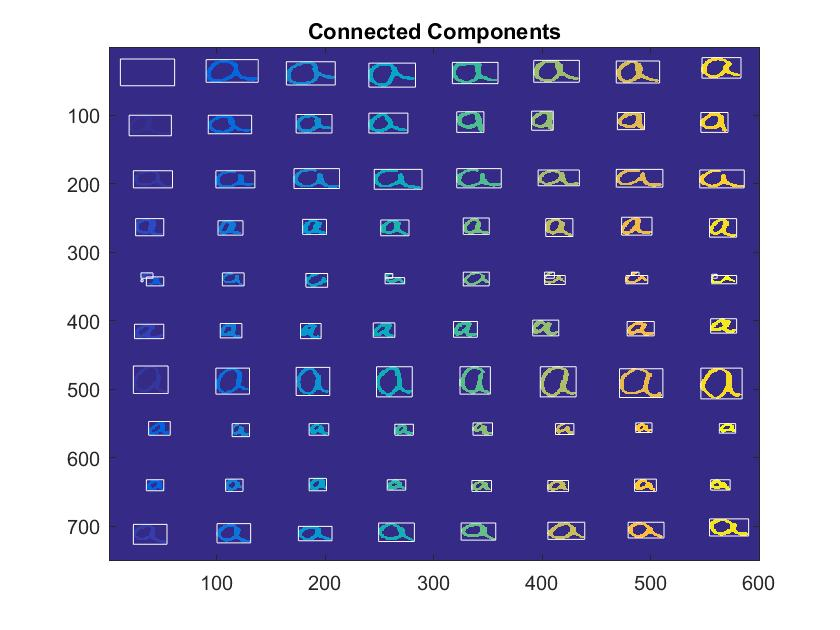 Connected Components
a a a a a a a
a a a a a a a a
a a a a a a a a
a a a a a a a a
a a a a a a a a
a a a a a a a a
a a a a a a a a
a a a a a a a a
a a a a a a a a
a a a a a a a a
100
200
300
400
500
600
700
100 200 300 400 500 600